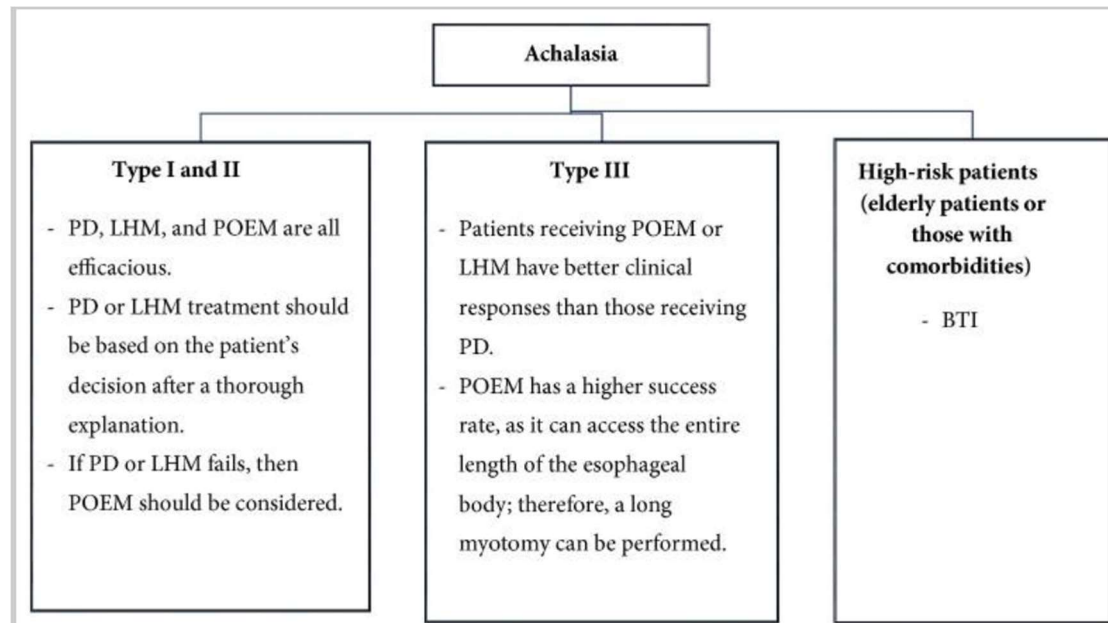 Achalasia
Type I and II
- PD, LHM, and POEM are all
efficacious.
- PD or LHM treatment should
be based on the patient's
decision after a thorough
explanation.
- If PD or LHM fails, then
POEM should be considered.
Type III
- Patients receiving POEM or
LHM have better clinical
responses than those receiving
PD.
- POEM has a higher success
rate, as it can access the entire
length of the esophageal
body; therefore, a long
myotomy can be performed.
High-risk patients
(elderly patients or
those with
comorbidities)
- BTI